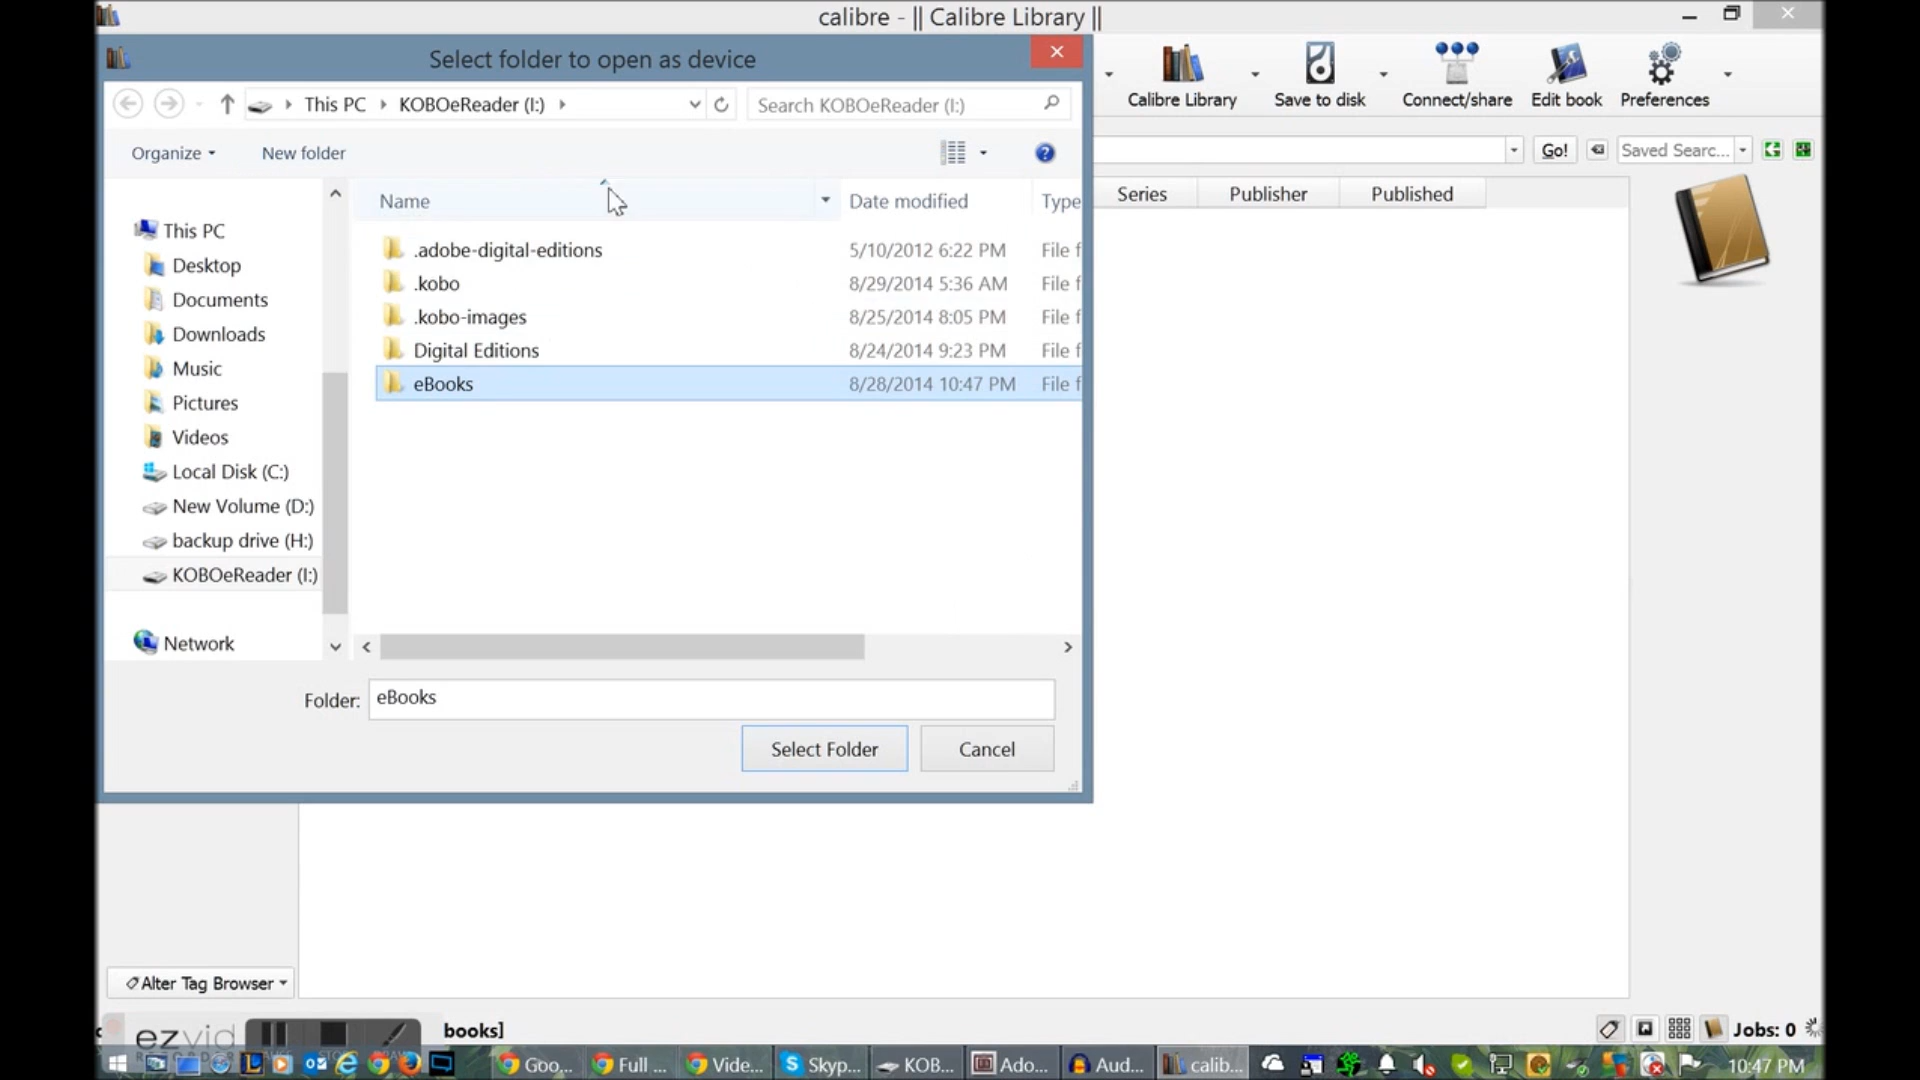 calibre - || Calibre Library ||
Select folder to open as device
This PC KOBOeReader (I:)
Search KOBOeReader (I:)
Calibre Library
Save to disk
Connect/share
Edit book
Preferences
Organize
New folder
Go!
Saved Searc...
Name
Date modified
Type
Series
Publisher
Published
This PC
Desktop
Documents
Downloads
Music
Pictures
Videos
Local Disk (C:)
New Volume (D:)
backup drive (H:)
KOBOeReader (I:)
Network
.adobe-digital-editions 5/10/2012 6:22 PM File f
.kobo 8/29/2014 5:36 AM File f
.kobo-images 8/25/2014 8:05 PM File f
Digital Editions 8/24/2014 9:23 PM File f
eBooks 8/28/2014 10:47 PM File f
Folder: eBooks
Select Folder
Cancel
Alter Tag Browser
ezvid
books]
Jobs: 0
Goo...
Full ...
Vide...
Skyp...
KOB...
Ado...
Aud...
calib...
10:47 PM